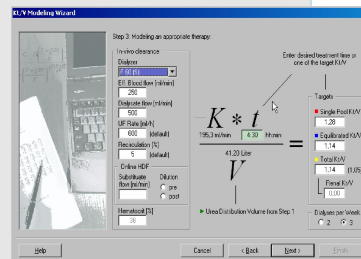 Kt/V Modeling Wizard
Step 3: Modeling an appropriate therapy.
In-vivo clearance
Dialyzer
Eff. Blood flow [ml/min]
250
Dialysate flow [ml/min]
500
UF Rate [ml/h]
600 (default)
Recirculation [%]
5 (default)
Online HDF
Substituate flow [ml/min]
Dilution
pre
post
Hematocrit [%]
36
Enter desired treatment time or
one of the target Kt/V
K * t
195,3 ml/min 4:30 hh:min
=
41.20 Liter
V
Urea Distribution Volume from Step 1
Targets
Single Pool Kt/V
1,28
Equilibrated Kt/V
1,14
Total Kt/V
1,14 (1,05
Renal Kt/V
0,00
Dialyses per Week
2 3
Help
Cancel
< Back
Next >
Finish